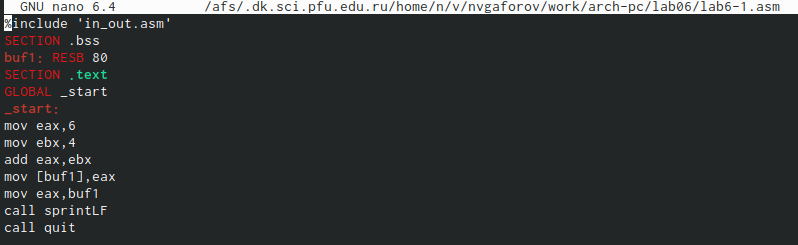 GNU nano 6.4 /afs/.dk.sci.pfu.edu.ru/home/n/v/nvgaforov/work/arch-pc/lab06/lab6-1.asm
%include 'in_out.asm'
SECTION .bss
buf1: RESB 80
SECTION .text
GLOBAL _start
_start:
mov eax,6
mov ebx,4
add eax,ebx
mov [buf1],eax
mov eax,buf1
call sprintLF
call quit